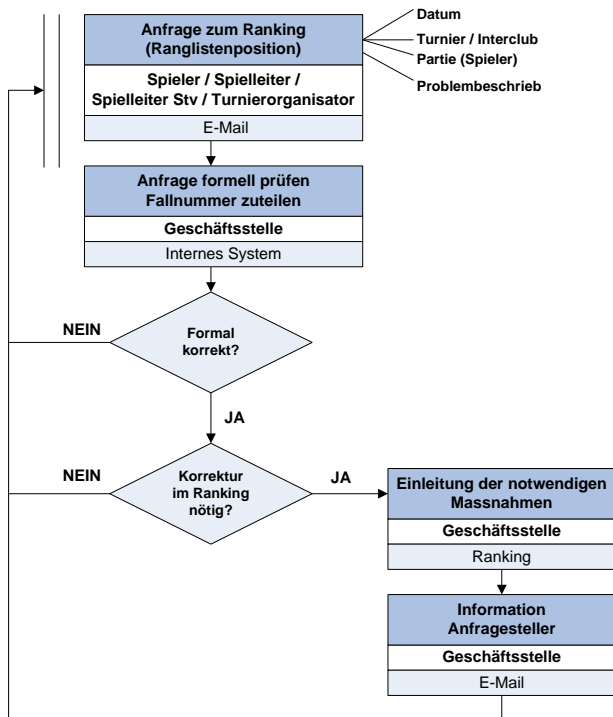 Anfrage zum Ranking
(Ranglistenposition)
Spieler / Spielleiter /
Spielleiter Stv / Turnierorganisator
E-Mail
Datum
Turnier / Interclub
Partie (Spieler)
Problembeschrieb
Anfrage formell prüfen
Fallnummer zuteilen
Geschäftsstelle
Internes System
NEIN
Formal
korrekt?
JA
NEIN
Korrektur
im Ranking
nötig?
JA
Einleitung der notwendigen
Massnahmen
Geschäftsstelle
Ranking
Information
Anfragesteller
Geschäftsstelle
E-Mail